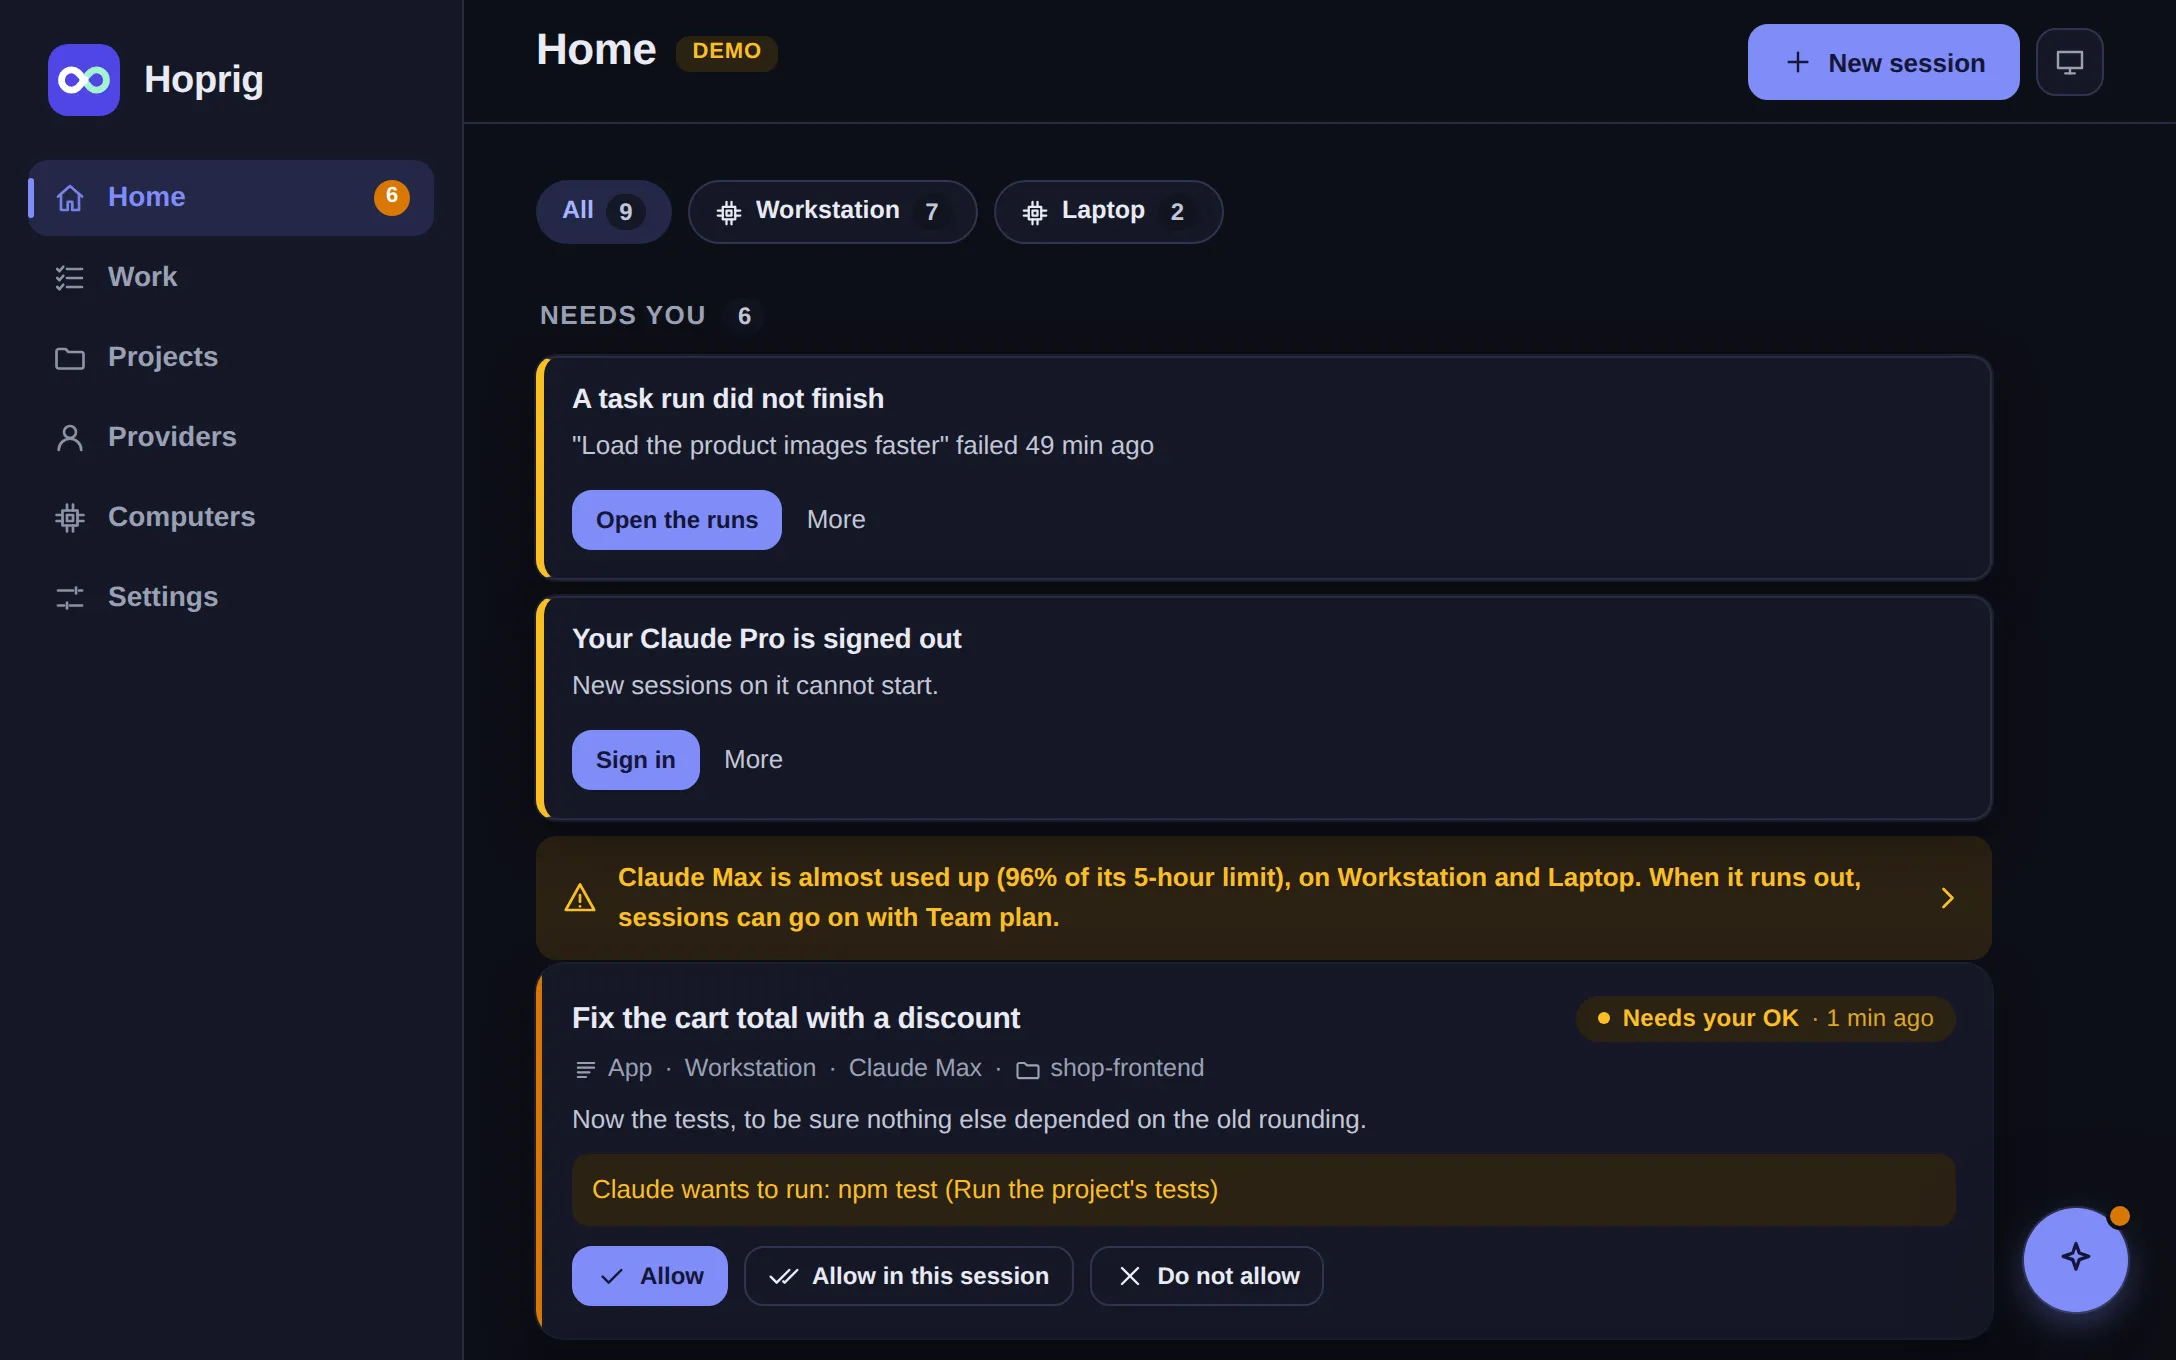 Hoprig
Home 6
Work
Projects
Providers
Computers
Settings
Home DEMO
New session
All 9 Workstation 7 Laptop 2
NEEDS YOU 6
A task run did not finish
"Load the product images faster" failed 49 min ago
Open the runs More
Your Claude Pro is signed out
New sessions on it cannot start.
Sign in More
Claude Max is almost used up (96% of its 5-hour limit), on Workstation and Laptop. When it runs out,
sessions can go on with Team plan.
Fix the cart total with a discount Needs your OK · 1 min ago
App · Workstation · Claude Max · shop-frontend
Now the tests, to be sure nothing else depended on the old rounding.
Claude wants to run: npm test (Run the project's tests)
Allow Allow in this session Do not allow